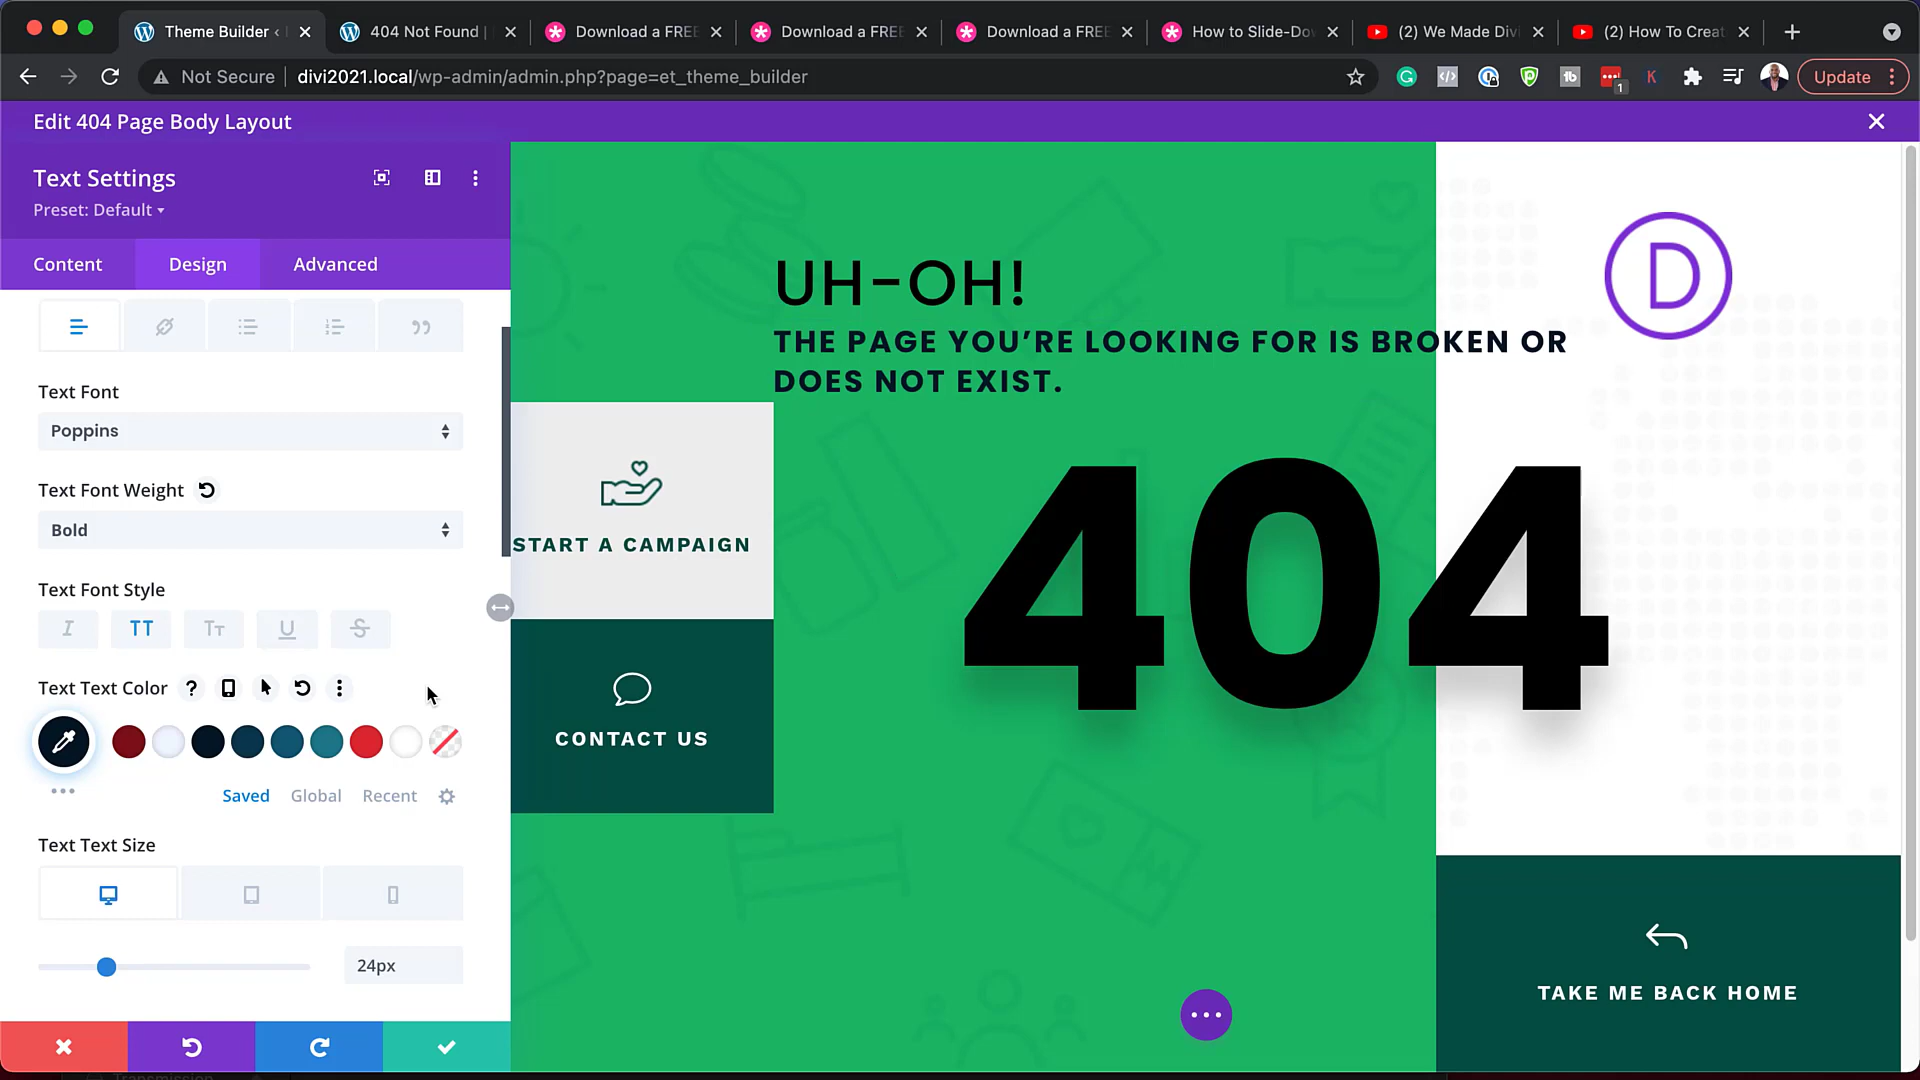 Theme Builder ‹
404 Not Found |
Download a FREE
Download a FREE
Download a FREE
How to Slide-Do
(2) We Made Divi
(2) How To Creat
Not Secure
divi2021.local/wp-admin/admin.php?page=et_theme_builder
1
Update
Edit 404 Page Body Layout
Text Settings
Preset: Default
Content
Design
Advanced
Text Font
Poppins
Text Font Weight
Bold
Text Font Style
I
TT
Tт
U
S
Text Text Color
?
Saved
Global
Recent
Text Text Size
24px
UH-OH!
THE PAGE YOU’RE LOOKING FOR IS BROKEN OR
DOES NOT EXIST.
D
404
START A CAMPAIGN
CONTACT US
TAKE ME BACK HOME